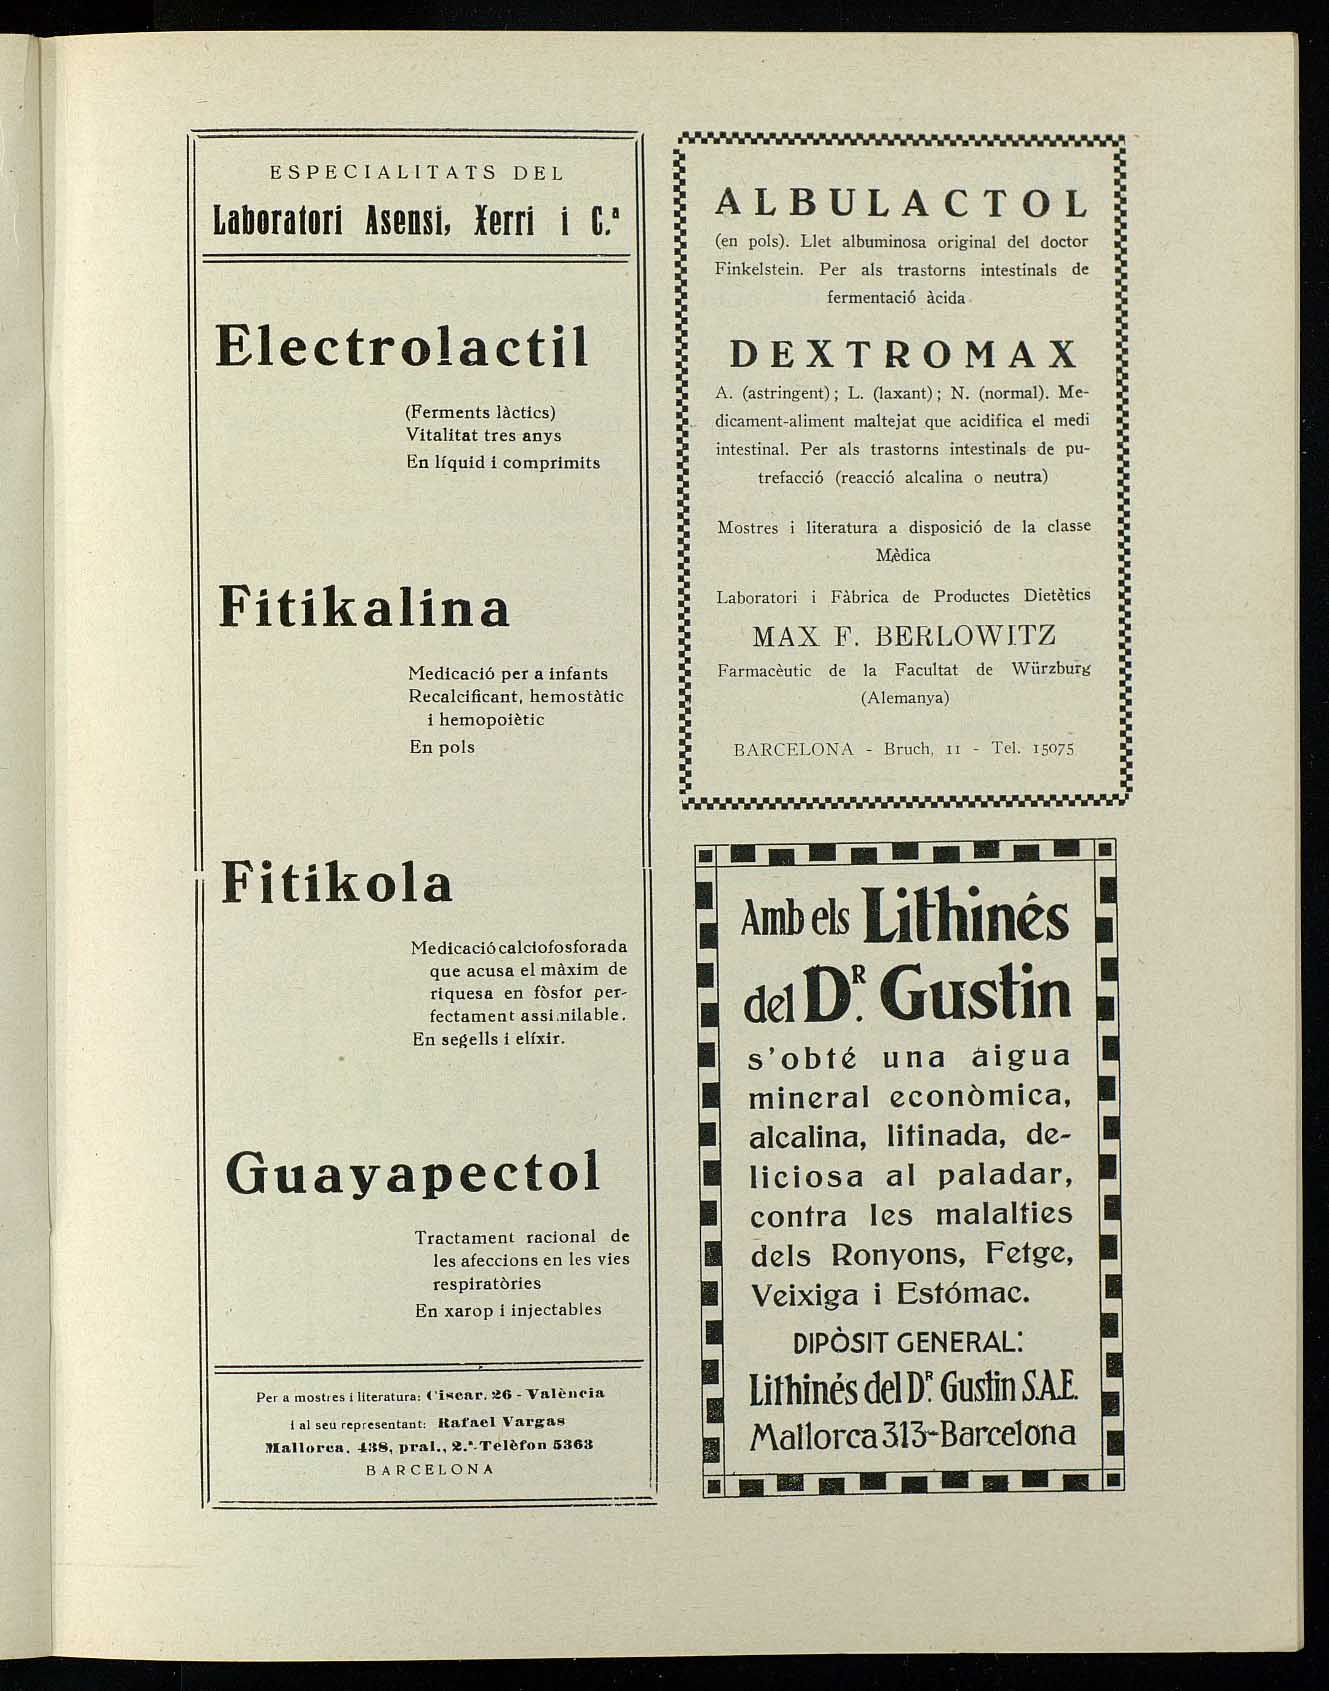 ESPECIALITATS DEL
Laboratori Asensi, Xerri i C.ª
Electrolactil
(Ferments làctics)
Vitalitat tres anys
En líquid i comprimits
Fitikalina
Medicació per a infants
Recalcificant, hemostàtic
i hemopoiètic
En pols
Fitikola
Medicació calciofosforada
que acusa el màxim de
riquesa en fòsfor per-
fectament assimilable.
En segells i elíxir.
Guayapectol
Tractament racional de
les afeccions en les vies
respiratòries
En xarop i injectables
Per a mostres i literatura: Ciscar, 26 - València
i al seu representant: Rafael Vargas
Mallorca, 438, pral., 2.ª-Telèfon 5363
BARCELONA
ALBULACTOL
(en pols). Llet albuminosa original del doctor
Finkelstein. Per als trastorns intestinals de
fermentació àcida.
DEXTROMAX
A. (astringent); L. (laxant); N. (normal). Me-
dicament-aliment maltejat que acidifica el medi
intestinal. Per als trastorns intestinals de pu-
trefacció (reacció alcalina o neutra)
Mostres i literatura a disposició de la classe
Mèdica
Laboratori i Fàbrica de Productes Dietètics
MAX F. BERLOWITZ
Farmacèutic de la Facultat de Würzburg
(Alemanya)
BARCELONA - Bruch, 11 - Tel. 15075
Amb els Lithinés
del DR. Gustin
s'obté una aigua
mineral econòmica,
alcalina, litinada, de-
liciosa al paladar,
contra les malalties
dels Ronyons, Fetge,
Veixiga i Estómac.
DIPÒSIT GENERAL:
Lithinés del DR. Gustin S.A.E.
Mallorca 313-Barcelona